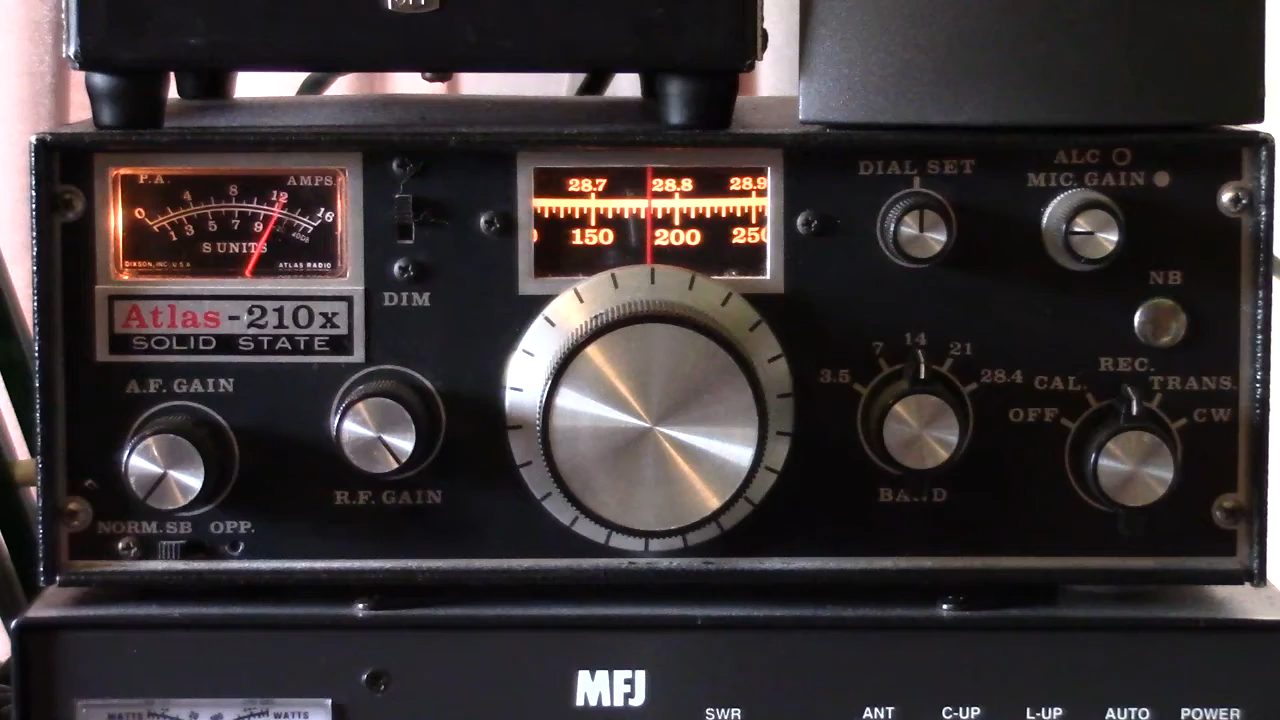 P.A. AMPS.
0 4 8 12 16
1 3 5 7 9
S UNITS
DIXSON, INC. U.S.A ATLAS RADIO
Atlas-210x
SOLID STATE
DIM
28.7 28.8 28.9
150 200 250
DIAL SET
ALC
MIC. GAIN
NB
A.F. GAIN
R.F. GAIN
NORM. SB OPP.
3.5 7 14 21 28.4
BAND
OFF CAL. REC. TRANS. CW
MFJ
WATTS WATTS
SWR ANT C-UP L-UP AUTO POWER